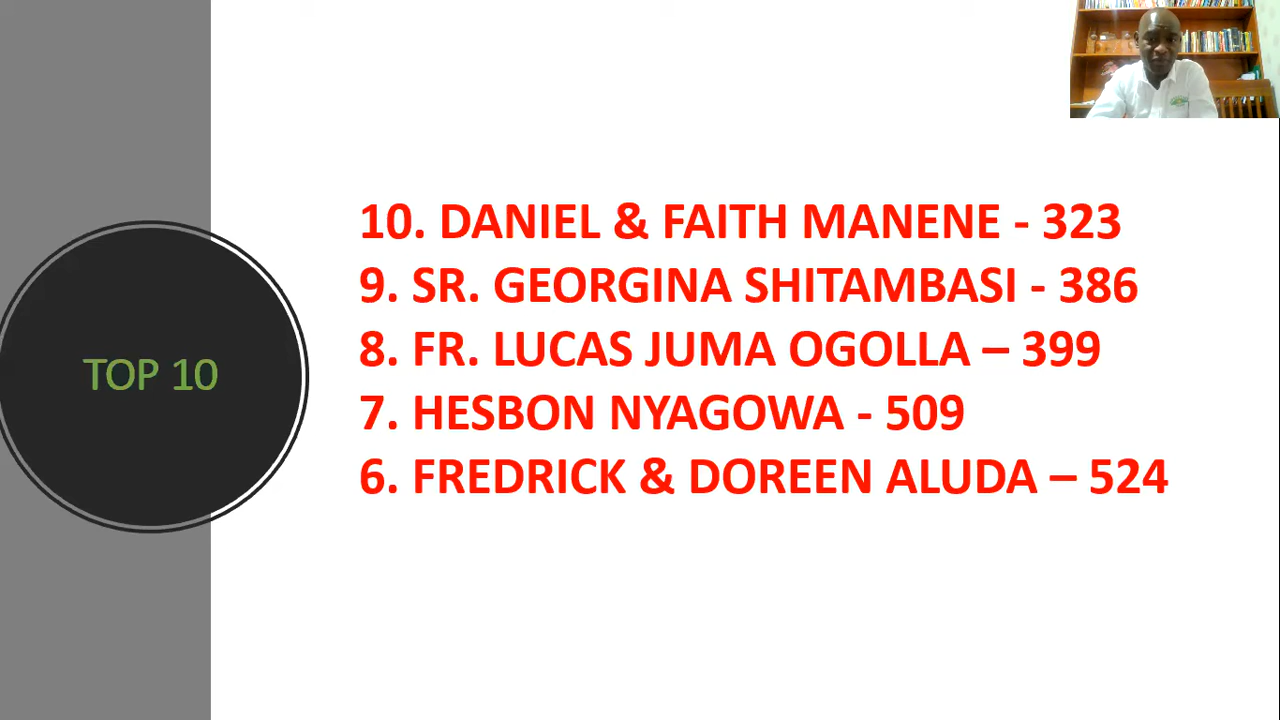 TOP 10
10. DANIEL & FAITH MANENE - 323
9. SR. GEORGINA SHITAMBASI - 386
8. FR. LUCAS JUMA OGOLLA – 399
7. HESBON NYAGOWA - 509
6. FREDRICK & DOREEN ALUDA – 524